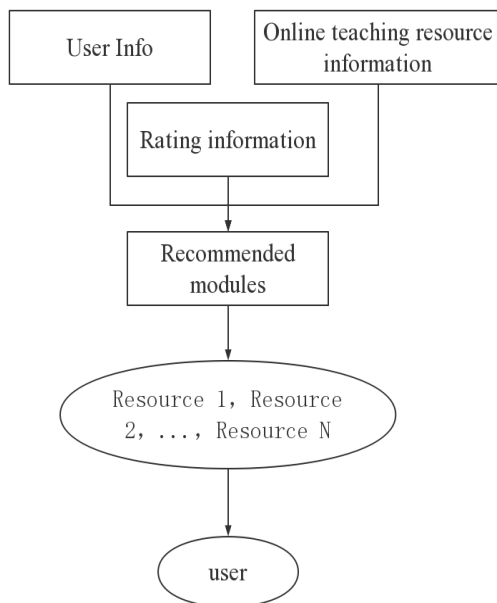 User Info
Online teaching resource
information
Rating information
Recommended
modules
Resource 1, Resource
2, ..., Resource N
user